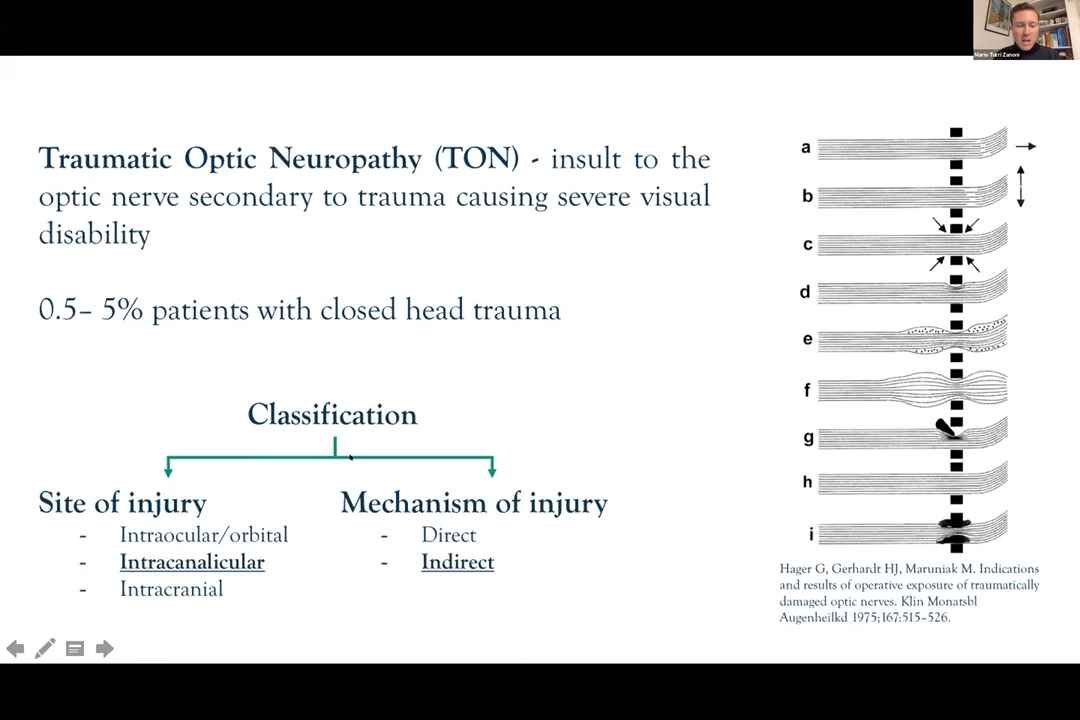 Mario Turri Zanoni
Traumatic Optic Neuropathy (TON) - insult to the
optic nerve secondary to trauma causing severe visual
disability
0.5– 5% patients with closed head trauma
Classification
Site of injury
- Intraocular/orbital
- Intracanalicular
- Intracranial
Mechanism of injury
- Direct
- Indirect
a
b
c
d
e
f
g
h
i
Hager G, Gerhardt HJ, Maruniak M. Indications
and results of operative exposure of traumatically
damaged optic nerves. Klin Monatsbl
Augenheilkd 1975;167:515–526.